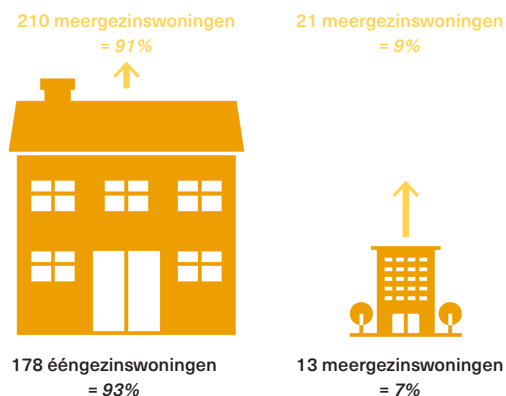 210 meergezinswoningen
= 91%
21 meergezinswoningen
= 9%
178 ééngezinswoningen
= 93%
13 meergezinswoningen
= 7%